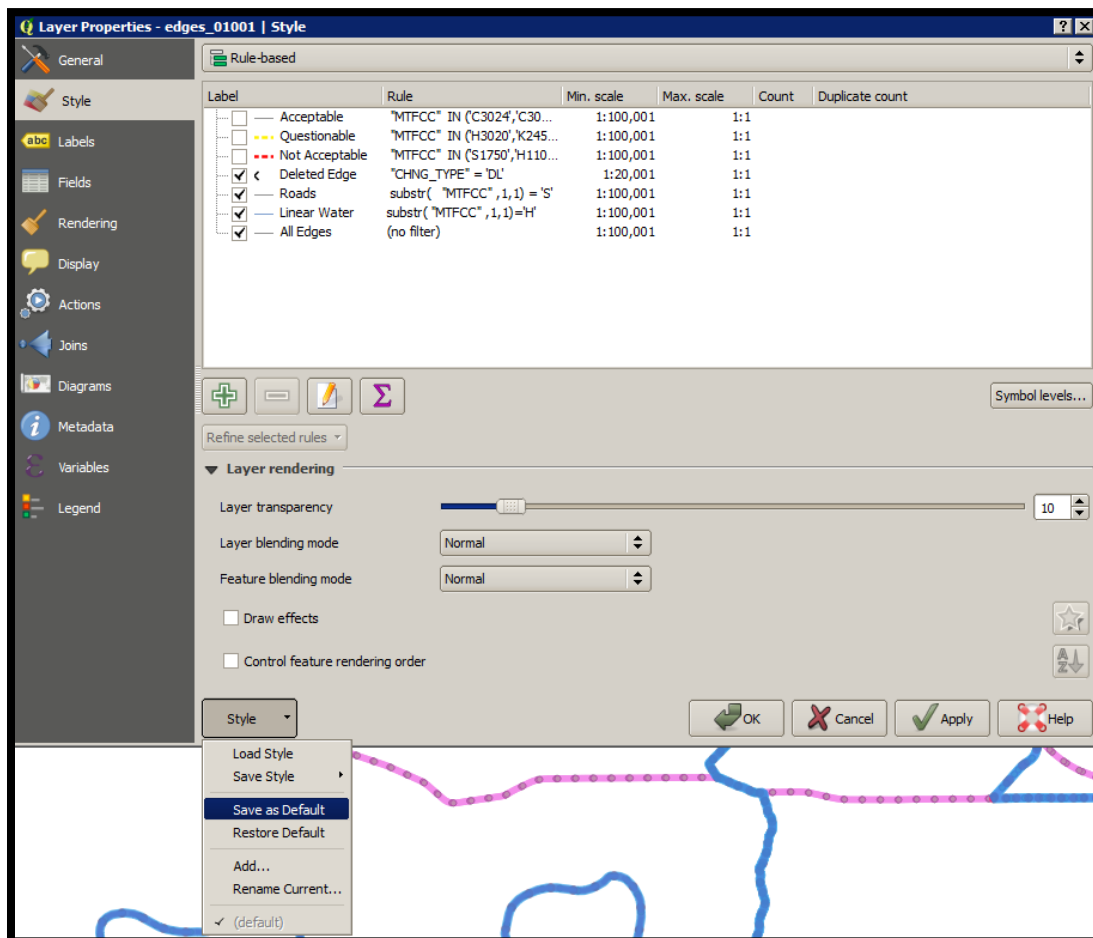 Layer Properties - edges_01001 | Style
General
Style
abc Labels
Fields
Rendering
Display
Actions
Joins
Diagrams
Metadata
Variables
Legend
Rule-based
Label Rule Min. scale Max. scale Count Duplicate count
Acceptable "MTFCC" IN ('C3024','C30... 1:100,001 1:1
Questionable "MTFCC" IN ('H3020','K245... 1:100,001 1:1
Not Acceptable "MTFCC" IN ('S1750','H110... 1:100,001 1:1
Deleted Edge "CHNG_TYPE" = 'DL' 1:20,001 1:1
Roads substr( "MTFCC" ,1,1) = 'S' 1:100,001 1:1
Linear Water substr( "MTFCC" ,1,1)='H' 1:100,001 1:1
All Edges (no filter) 1:100,001 1:1
Symbol levels...
Refine selected rules
Layer rendering
Layer transparency 10
Layer blending mode Normal
Feature blending mode Normal
Draw effects
Control feature rendering order
Style OK Cancel Apply Help
Load Style
Save Style
Save as Default
Restore Default
Add...
Rename Current...
(default)